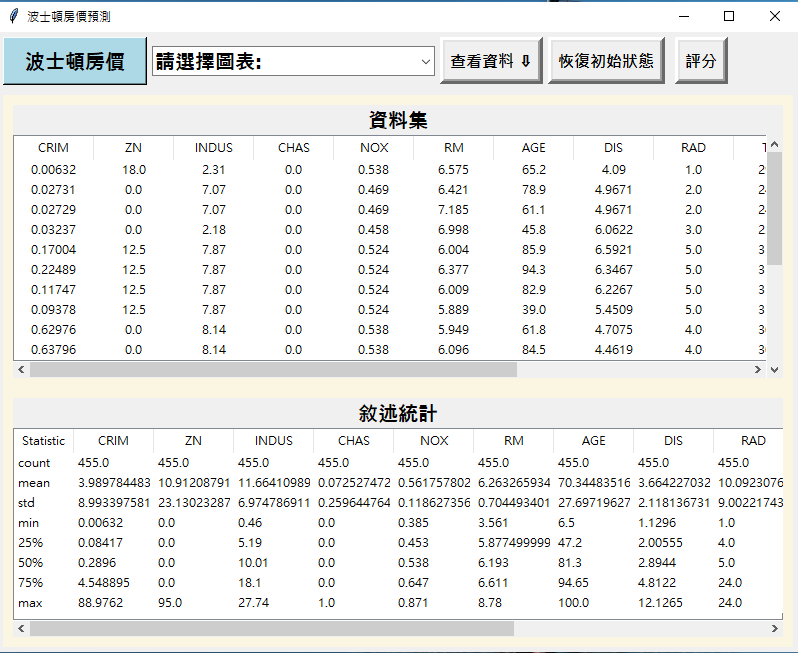 波士頓房價預測
波士頓房價 請選擇圖表: 查看資料 ⇩ 恢復初始狀態 評分
資料集
CRIM ZN INDUS CHAS NOX RM AGE DIS RAD
0.00632 18.0 2.31 0.0 0.538 6.575 65.2 4.09 1.0
0.02731 0.0 7.07 0.0 0.469 6.421 78.9 4.9671 2.0
0.02729 0.0 7.07 0.0 0.469 7.185 61.1 4.9671 2.0
0.03237 0.0 2.18 0.0 0.458 6.998 45.8 6.0622 3.0
0.17004 12.5 7.87 0.0 0.524 6.004 85.9 6.5921 5.0
0.22489 12.5 7.87 0.0 0.524 6.377 94.3 6.3467 5.0
0.11747 12.5 7.87 0.0 0.524 6.009 82.9 6.2267 5.0
0.09378 12.5 7.87 0.0 0.524 5.889 39.0 5.4509 5.0
0.62976 0.0 8.14 0.0 0.538 5.949 61.8 4.7075 4.0
0.63796 0.0 8.14 0.0 0.538 6.096 84.5 4.4619 4.0
敘述統計
Statistic CRIM ZN INDUS CHAS NOX RM AGE DIS RAD
count 455.0 455.0 455.0 455.0 455.0 455.0 455.0 455.0 455.0
mean 3.989784483 10.91208791 11.66410989 0.072527472 0.561757802 6.263265934 70.34483516 3.664227032 10.0923076
std 8.993397581 23.13023287 6.974786911 0.259644764 0.118627356 0.704493401 27.69719627 2.118136731 9.00221743
min 0.00632 0.0 0.46 0.0 0.385 3.561 6.5 1.1296 1.0
25% 0.08417 0.0 5.19 0.0 0.453 5.877499999 47.2 2.00555 4.0
50% 0.2896 0.0 10.01 0.0 0.538 6.193 81.3 2.8944 5.0
75% 4.548895 0.0 18.1 0.0 0.647 6.611 94.65 4.8122 24.0
max 88.9762 95.0 27.74 1.0 0.871 8.78 100.0 12.1265 24.0